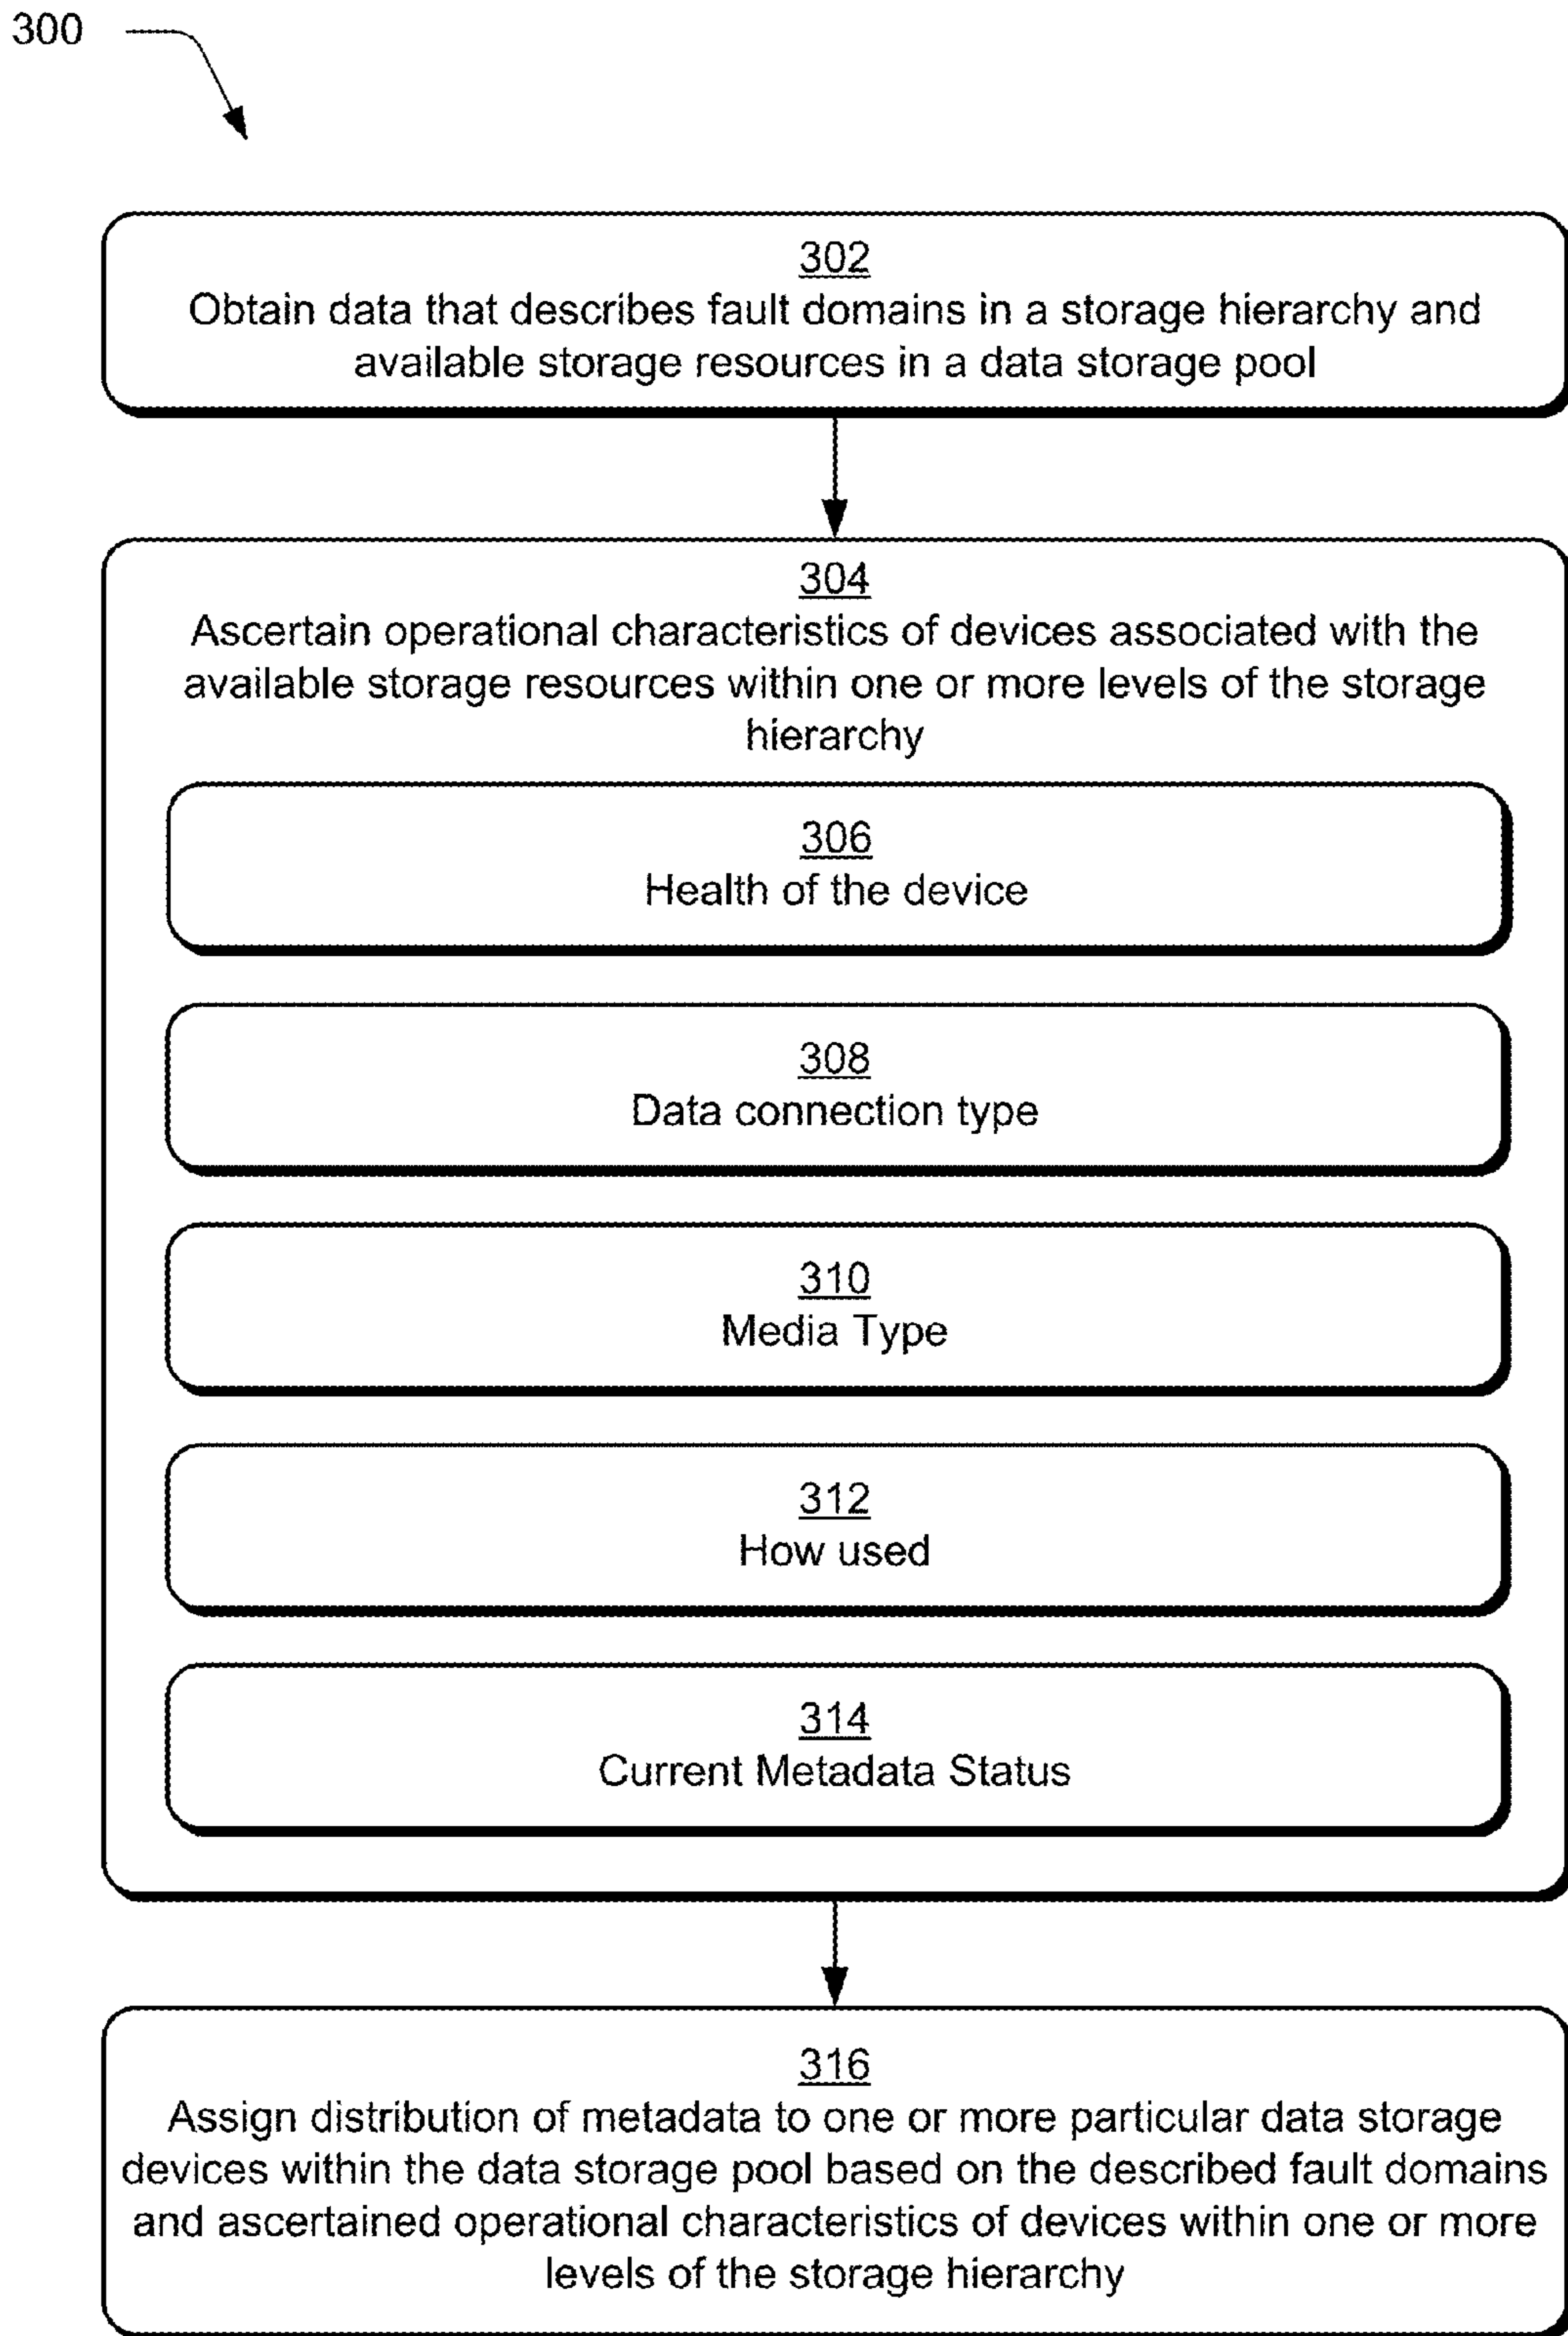 300
302
Obtain data that describes fault domains in a storage hierarchy and
available storage resources in a data storage pool
304
Ascertain operational characteristics of devices associated with the
available storage resources within one or more levels of the storage
hierarchy
306
Health of the device
308
Data connection type
310
Media Type
312
How used
314
Current Metadata Status
316
Assign distribution of metadata to one or more particular data storage
devices within the data storage pool based on the described fault domains
and ascertained operational characteristics of devices within one or more
levels of the storage hierarchy